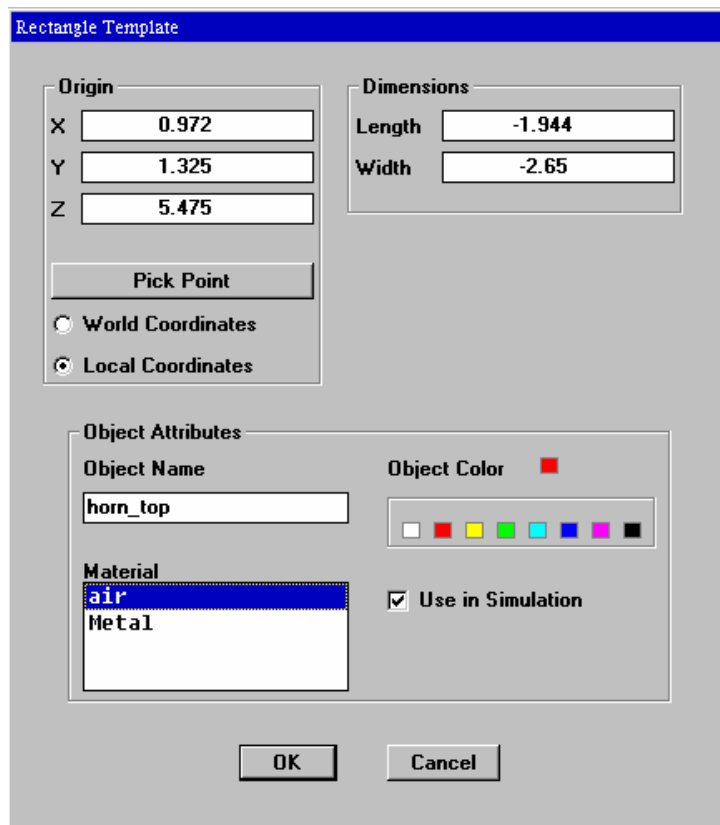 Rectangle Template
Origin
X 0.972
Y 1.325
Z 5.475
Pick Point
World Coordinates
Local Coordinates
Dimensions
Length -1.944
Width -2.65
Object Attributes
Object Name
horn_top
Material
air
Metal
Object Color
Use in Simulation
OK
Cancel